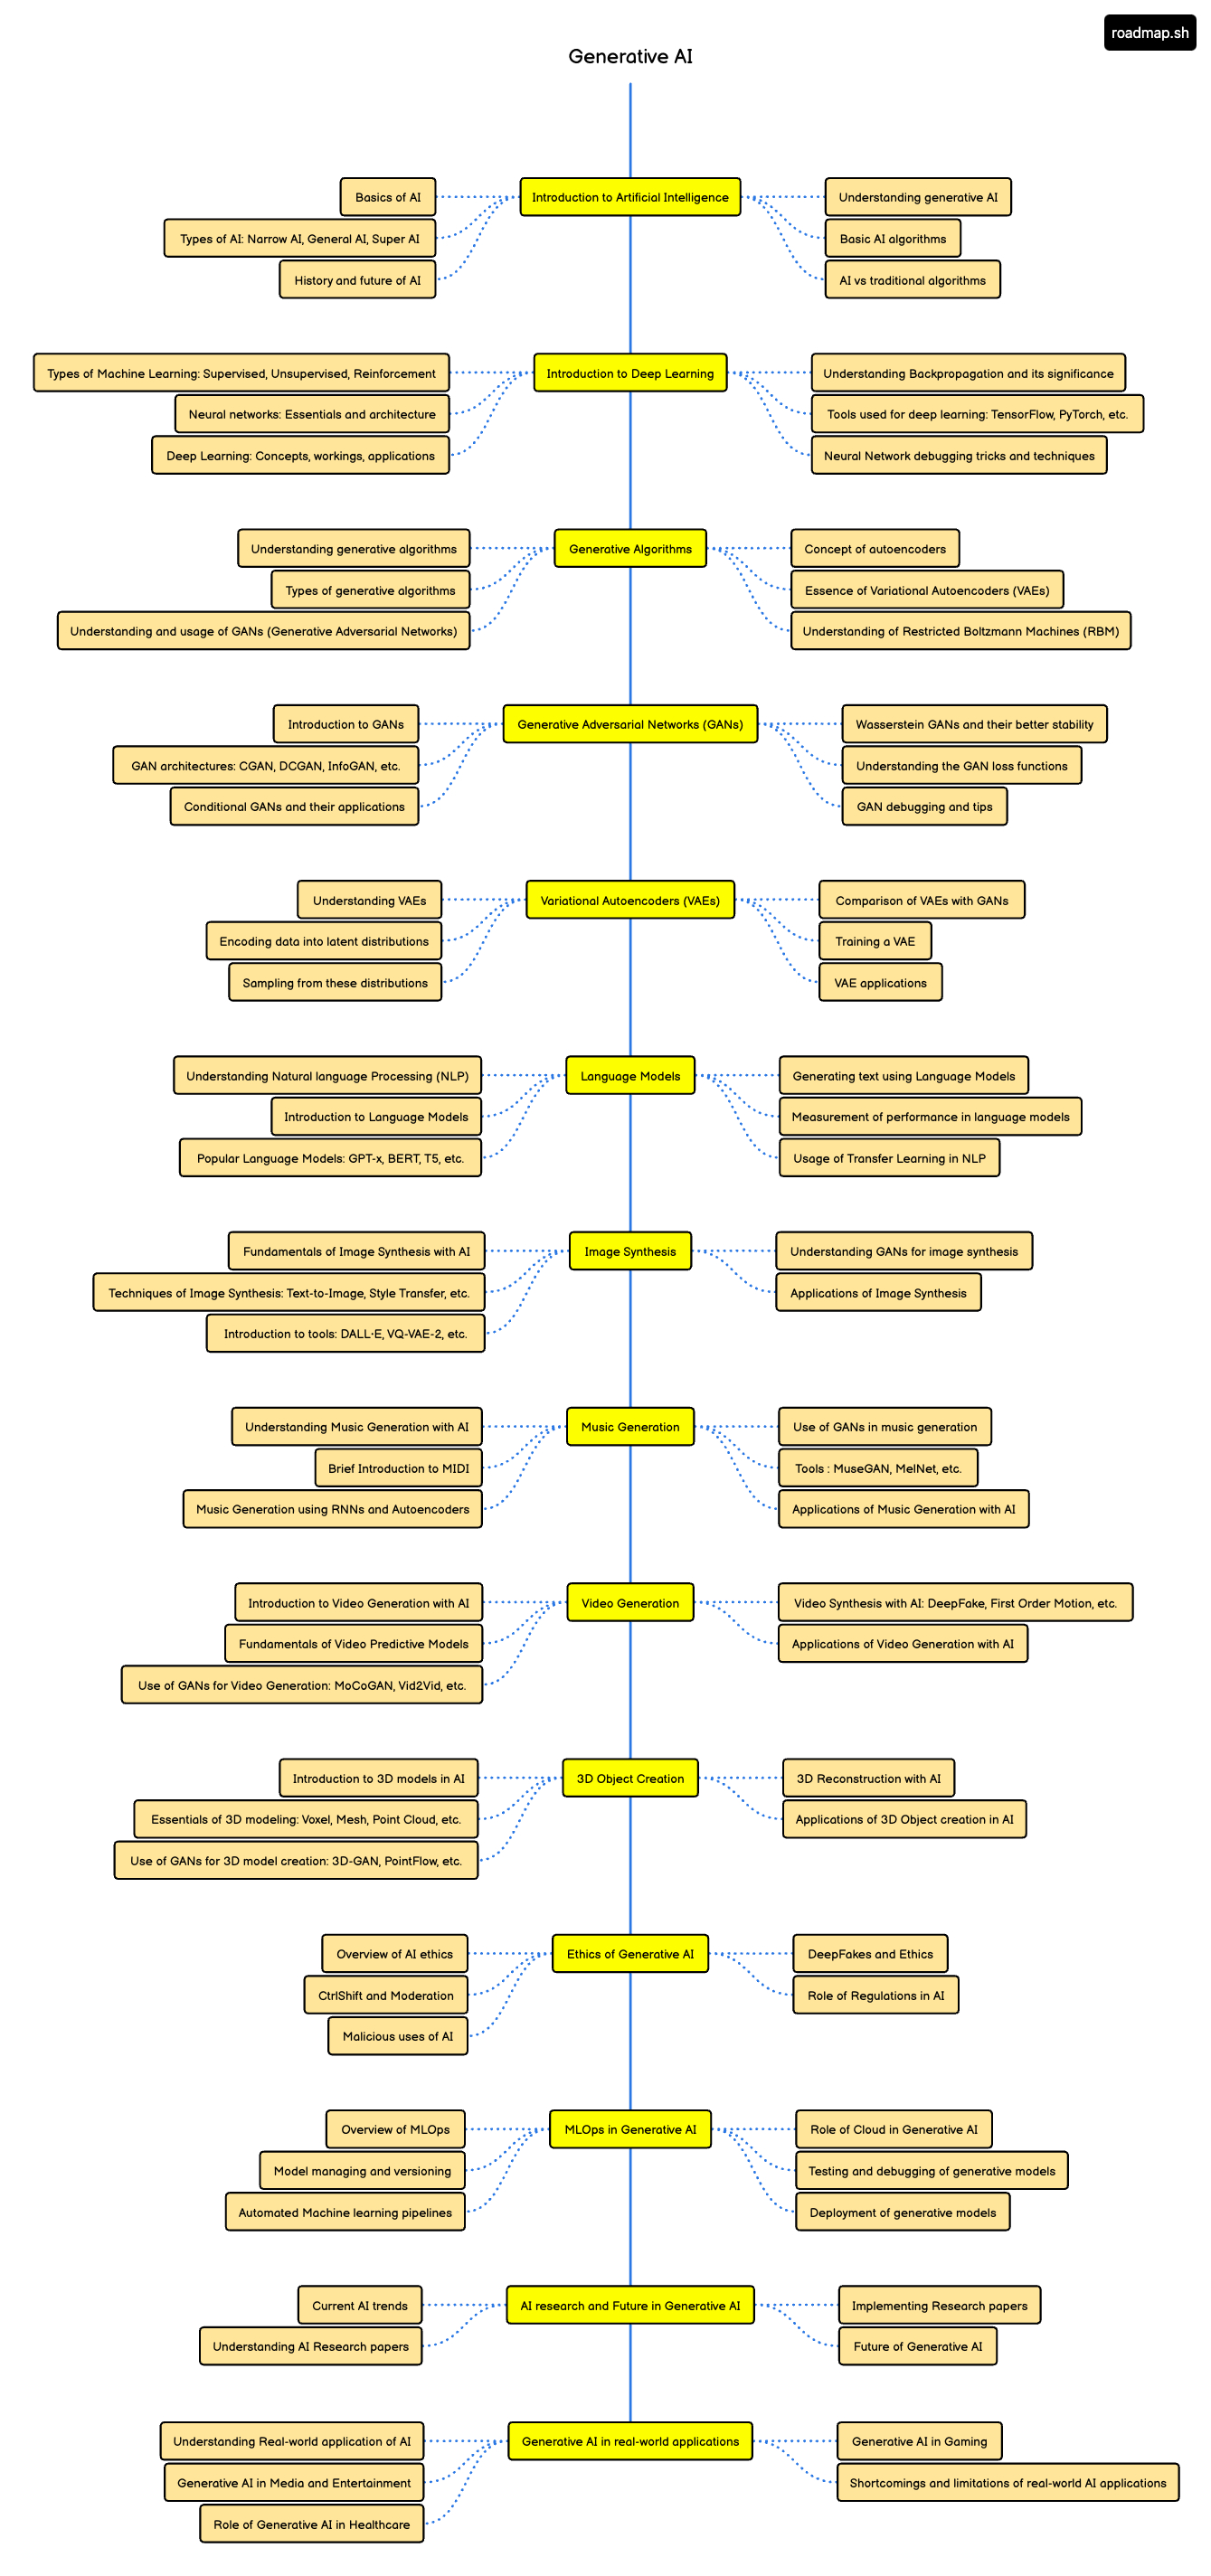 roadmap.sh
Generative AI
Introduction to Artificial Intelligence
Basics of AI
Types of AI: Narrow AI, General AI, Super AI
History and future of AI
Understanding generative AI
Basic AI algorithms
AI vs traditional algorithms
Introduction to Deep Learning
Types of Machine Learning: Supervised, Unsupervised, Reinforcement
Neural networks: Essentials and architecture
Deep Learning: Concepts, workings, applications
Understanding Backpropagation and its significance
Tools used for deep learning: TensorFlow, PyTorch, etc.
Neural Network debugging tricks and techniques
Generative Algorithms
Understanding generative algorithms
Types of generative algorithms
Understanding and usage of GANs (Generative Adversarial Networks)
Concept of autoencoders
Essence of Variational Autoencoders (VAEs)
Understanding of Restricted Boltzmann Machines (RBM)
Generative Adversarial Networks (GANs)
Introduction to GANs
GAN architectures: CGAN, DCGAN, InfoGAN, etc.
Conditional GANs and their applications
Wasserstein GANs and their better stability
Understanding the GAN loss functions
GAN debugging and tips
Variational Autoencoders (VAEs)
Understanding VAEs
Encoding data into latent distributions
Sampling from these distributions
Comparison of VAEs with GANs
Training a VAE
VAE applications
Language Models
Understanding Natural language Processing (NLP)
Introduction to Language Models
Popular Language Models: GPT-x, BERT, T5, etc.
Generating text using Language Models
Measurement of performance in language models
Usage of Transfer Learning in NLP
Image Synthesis
Fundamentals of Image Synthesis with AI
Techniques of Image Synthesis: Text-to-Image, Style Transfer, etc.
Introduction to tools: DALL·E, VQ-VAE-2, etc.
Understanding GANs for image synthesis
Applications of Image Synthesis
Music Generation
Understanding Music Generation with AI
Brief Introduction to MIDI
Music Generation using RNNs and Autoencoders
Use of GANs in music generation
Tools : MuseGAN, MelNet, etc.
Applications of Music Generation with AI
Video Generation
Introduction to Video Generation with AI
Fundamentals of Video Predictive Models
Use of GANs for Video Generation: MoCoGAN, Vid2Vid, etc.
Video Synthesis with AI: DeepFake, First Order Motion, etc.
Applications of Video Generation with AI
3D Object Creation
Introduction to 3D models in AI
Essentials of 3D modeling: Voxel, Mesh, Point Cloud, etc.
Use of GANs for 3D model creation: 3D-GAN, PointFlow, etc.
3D Reconstruction with AI
Applications of 3D Object creation in AI
Ethics of Generative AI
Overview of AI ethics
CtrlShift and Moderation
Malicious uses of AI
DeepFakes and Ethics
Role of Regulations in AI
MLOps in Generative AI
Overview of MLOps
Model managing and versioning
Automated Machine learning pipelines
Role of Cloud in Generative AI
Testing and debugging of generative models
Deployment of generative models
AI research and Future in Generative AI
Current AI trends
Understanding AI Research papers
Implementing Research papers
Future of Generative AI
Generative AI in real-world applications
Understanding Real-world application of AI
Generative AI in Media and Entertainment
Role of Generative AI in Healthcare
Generative AI in Gaming
Shortcomings and limitations of real-world AI applications